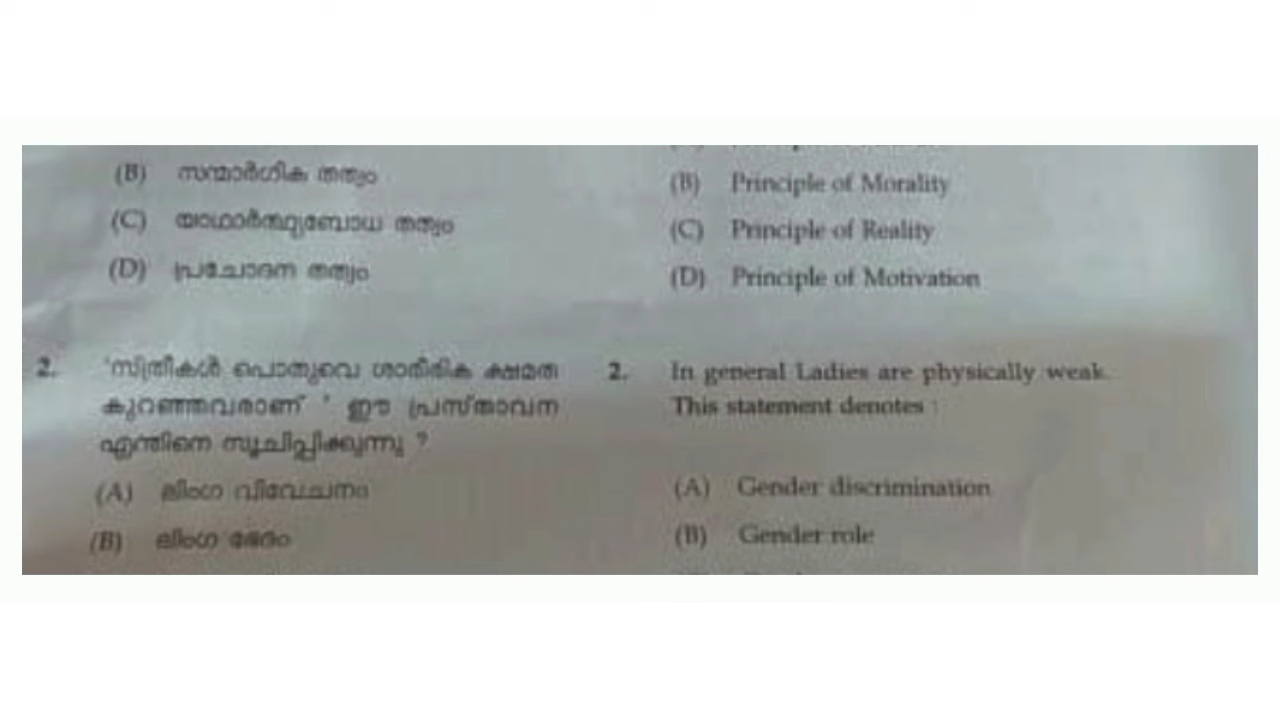 (B) സന്മാർഗിക തത്വം
(C) യാഥാർത്ഥ്യബോധ തത്വം
(D) പ്രചോദന തത്വം
2. 'സ്ത്രീകൾ പൊതുവെ ശാരീരിക ക്ഷമത
കുറഞ്ഞവരാണ് ' ഈ പ്രസ്താവന
എന്തിനെ സൂചിപ്പിക്കുന്നു ?
(A) ലിംഗ വിവേചനം
(B) ലിംഗ ഭേദം
(B) Principle of Morality
(C) Principle of Reality
(D) Principle of Motivation
2. In general Ladies are physically weak.
This statement denotes :
(A) Gender discrimination
(B) Gender role